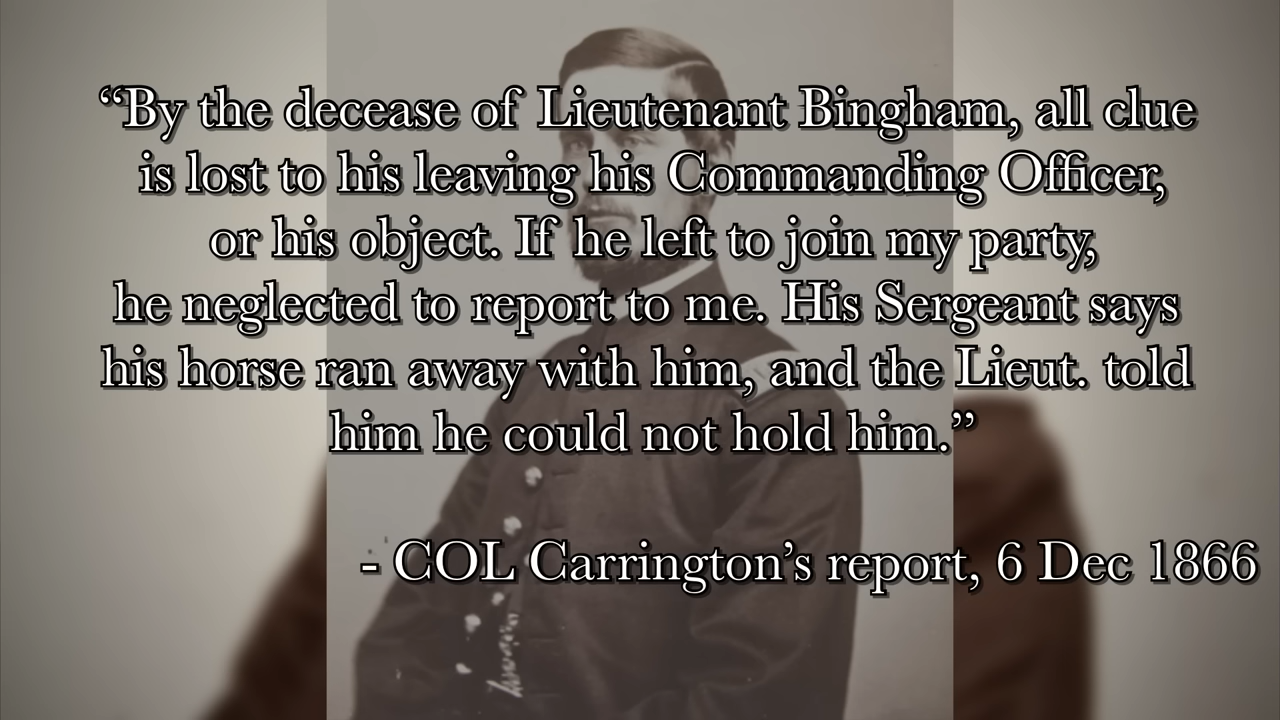 “By the decease of Lieutenant Bingham, all clue
is lost to his leaving his Commanding Officer,
or his object. If he left to join my party,
he neglected to report to me. His Sergeant says
his horse ran away with him, and the Lieut. told
him he could not hold him.”
- COL Carrington’s report, 6 Dec 1866